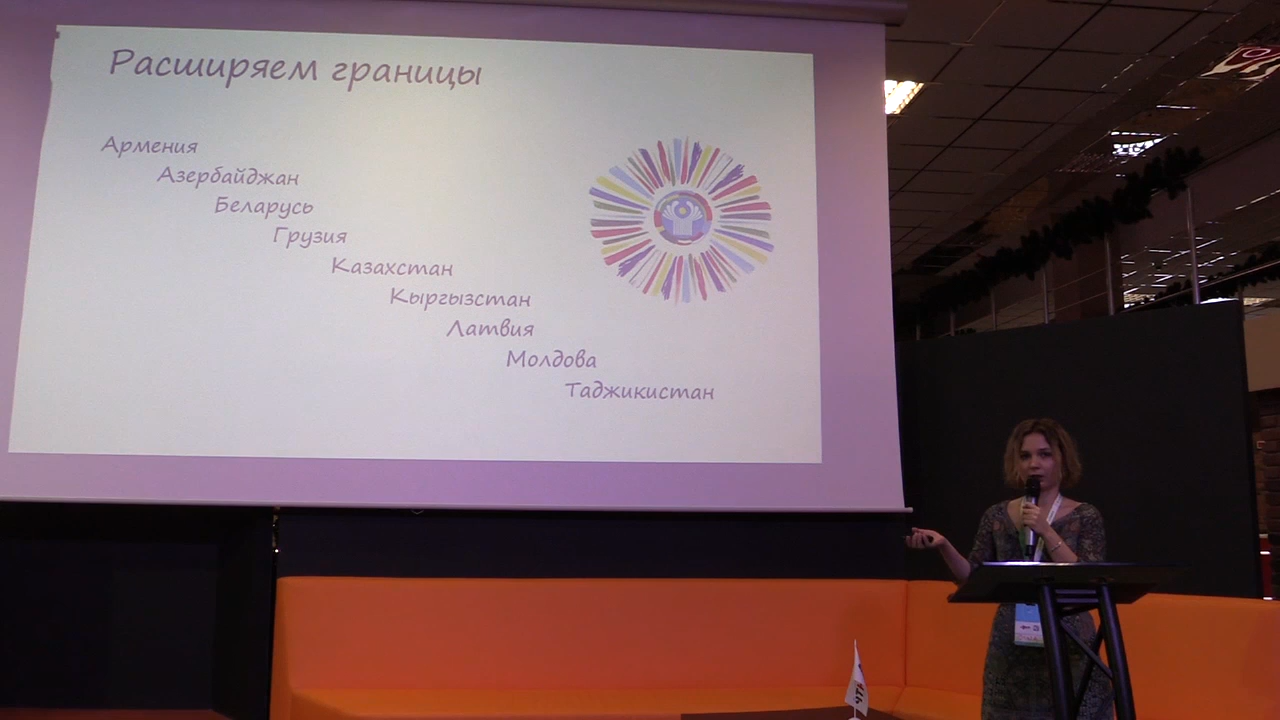 Расширяем границы
Армения
Азербайджан
Беларусь
Грузия
Казахстан
Кыргызстан
Латвия
Молдова
Таджикистан